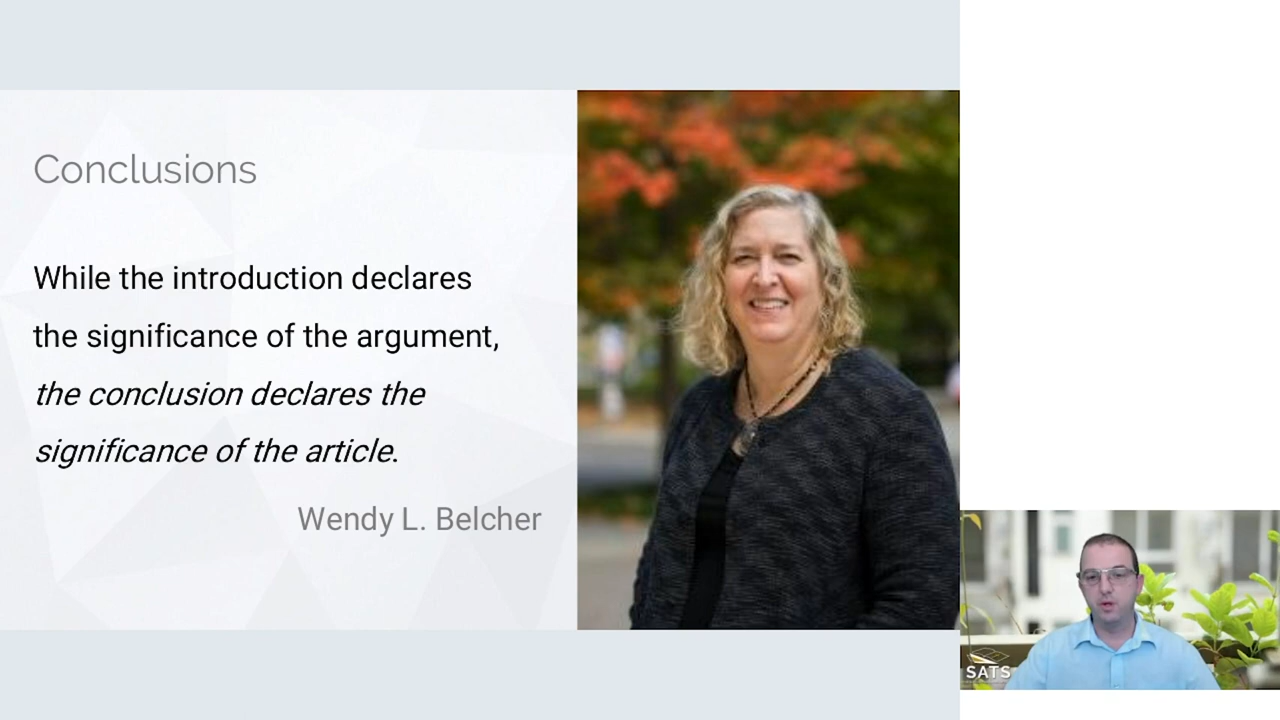 Conclusions
While the introduction declares
the significance of the argument,
the conclusion declares the
significance of the article.
Wendy L. Belcher
SATS